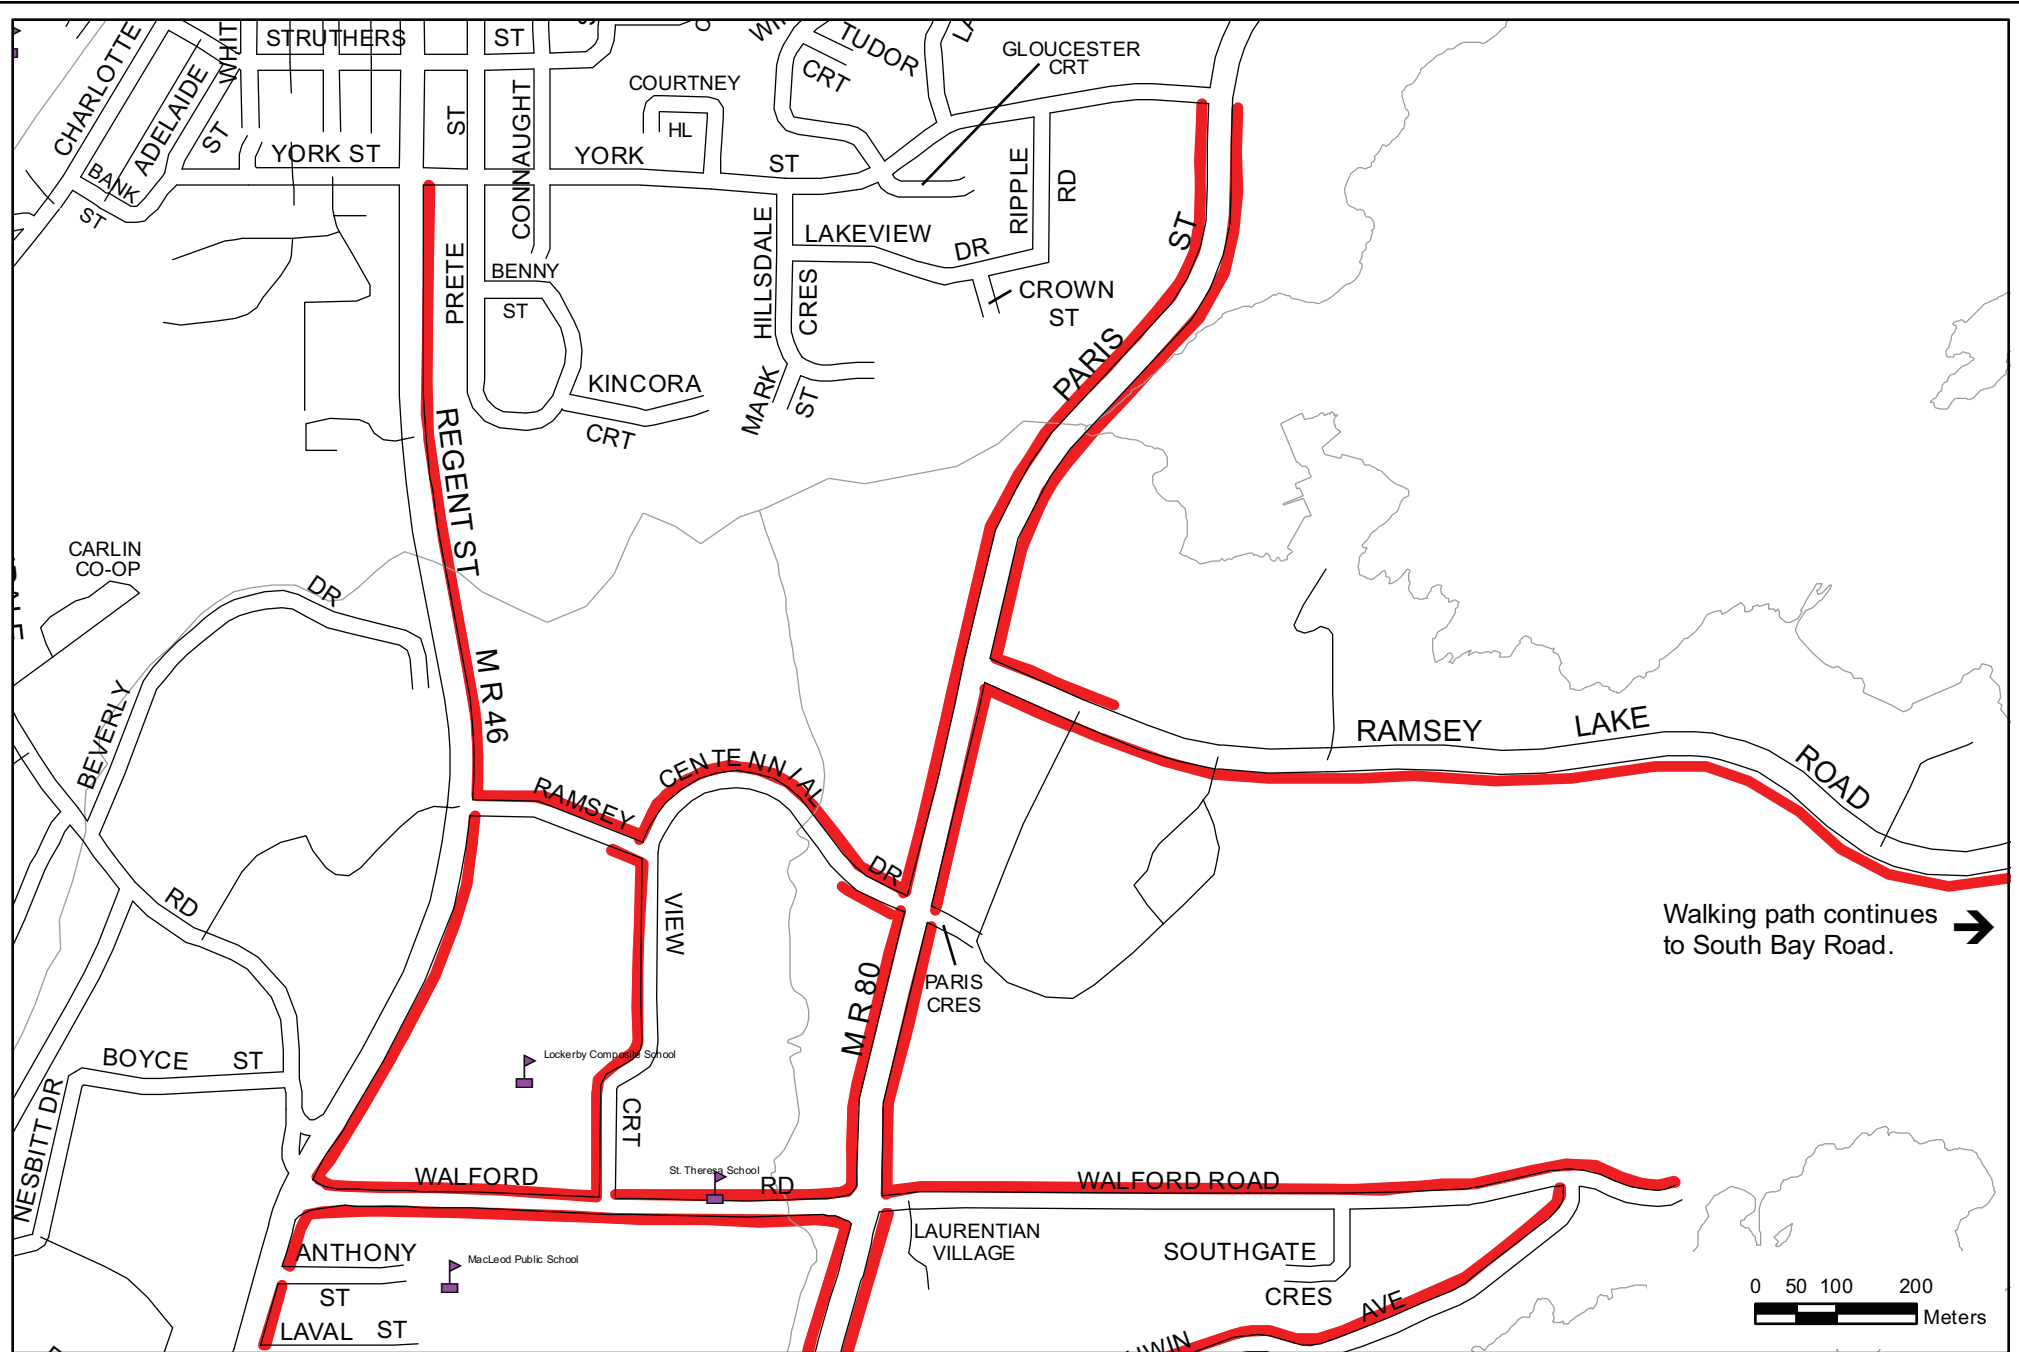 STRUTHERS
ST
WHIT
CHARLOTTE
ADELAIDE
ST
BANK
ST
YORK ST
ST
CONNAUGHT
COURTNEY
HL
YORK
ST
TUDOR
CRT
GLOUCESTER
CRT
RIPPLE
RD
LAKEVIEW
DR
CROWN
ST
HILLSDALE
CRES
MARK
ST
PRETE
BENNY
ST
KINCORA
CRT
PARIS
ST
REGENT ST
M R 46
CARLIN
CO-OP
DR
BEVERLY
RD
RAMSEY
CENTENNIAL
DR
VIEW
CRT
RAMSEY
LAKE
ROAD
Walking path continues
to South Bay Road.
PARIS
CRES
M R 80
BOYCE
ST
NESBITT DR
Lockerby Composite School
St. Theresa School
WALFORD
RD
WALFORD ROAD
LAURENTIAN
VILLAGE
SOUTHGATE
CRES
ANTHONY
ST
MacLeod Public School
LAVAL
ST
AVE
0 50 100 200
Meters